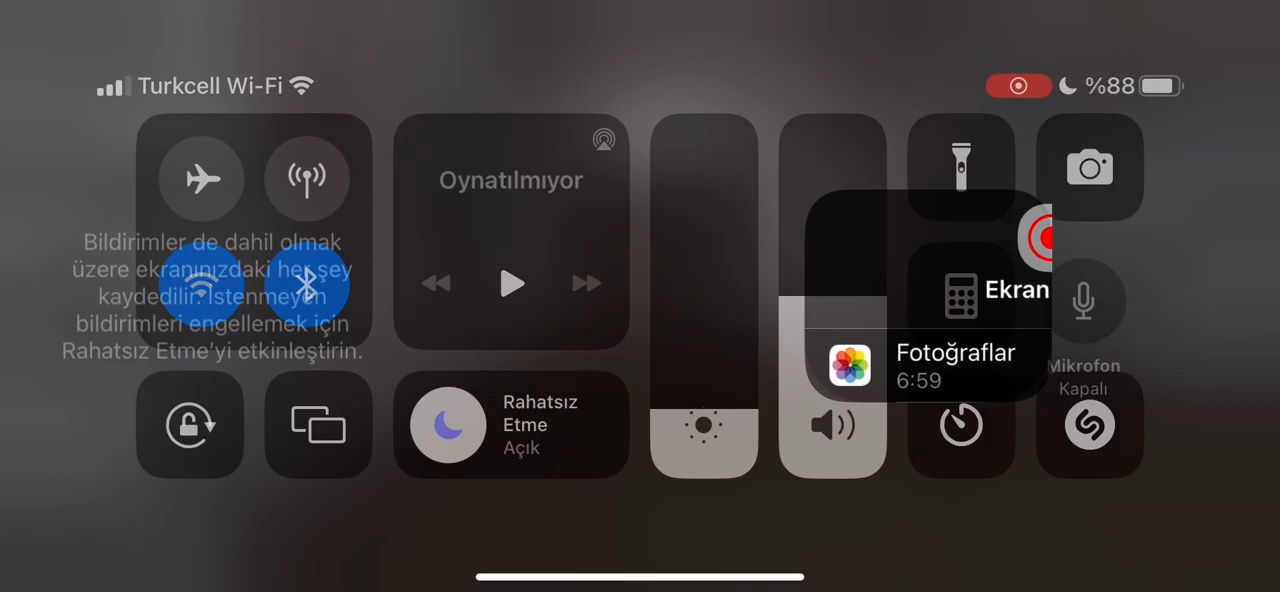 Turkcell Wi-Fi
%88
Oynatılmıyor
Bildirimler de dahil olmak
üzere ekranınızdaki her şey
kaydedilir. İstenmeyen
bildirimleri engellemek için
Rahatsız Etme'yi etkinleştirin.
Rahatsız
Etme
Açık
Ekran
Fotoğraflar
6:59
Mikrofon
Kapalı